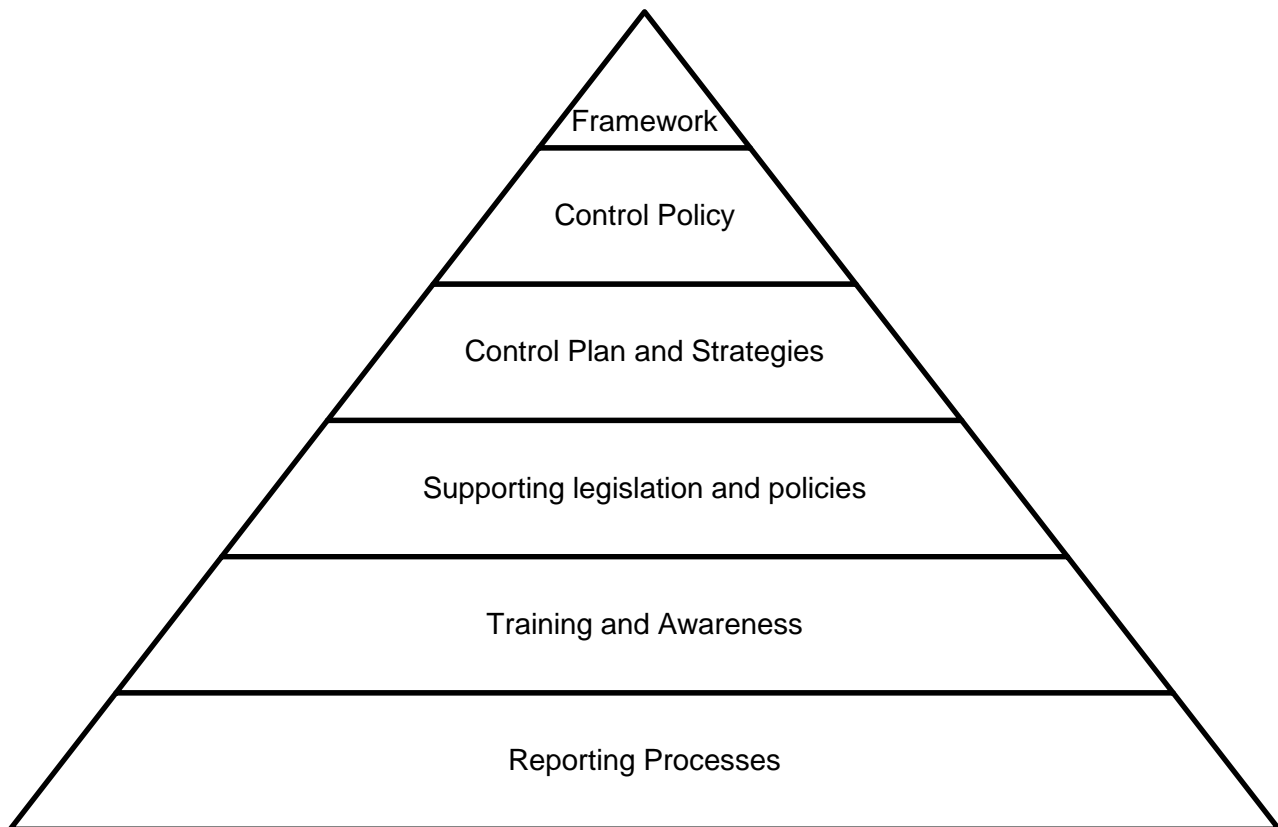 Framework
Control Policy
Control Plan and Strategies
Supporting legislation and policies
Training and Awareness
Reporting Processes